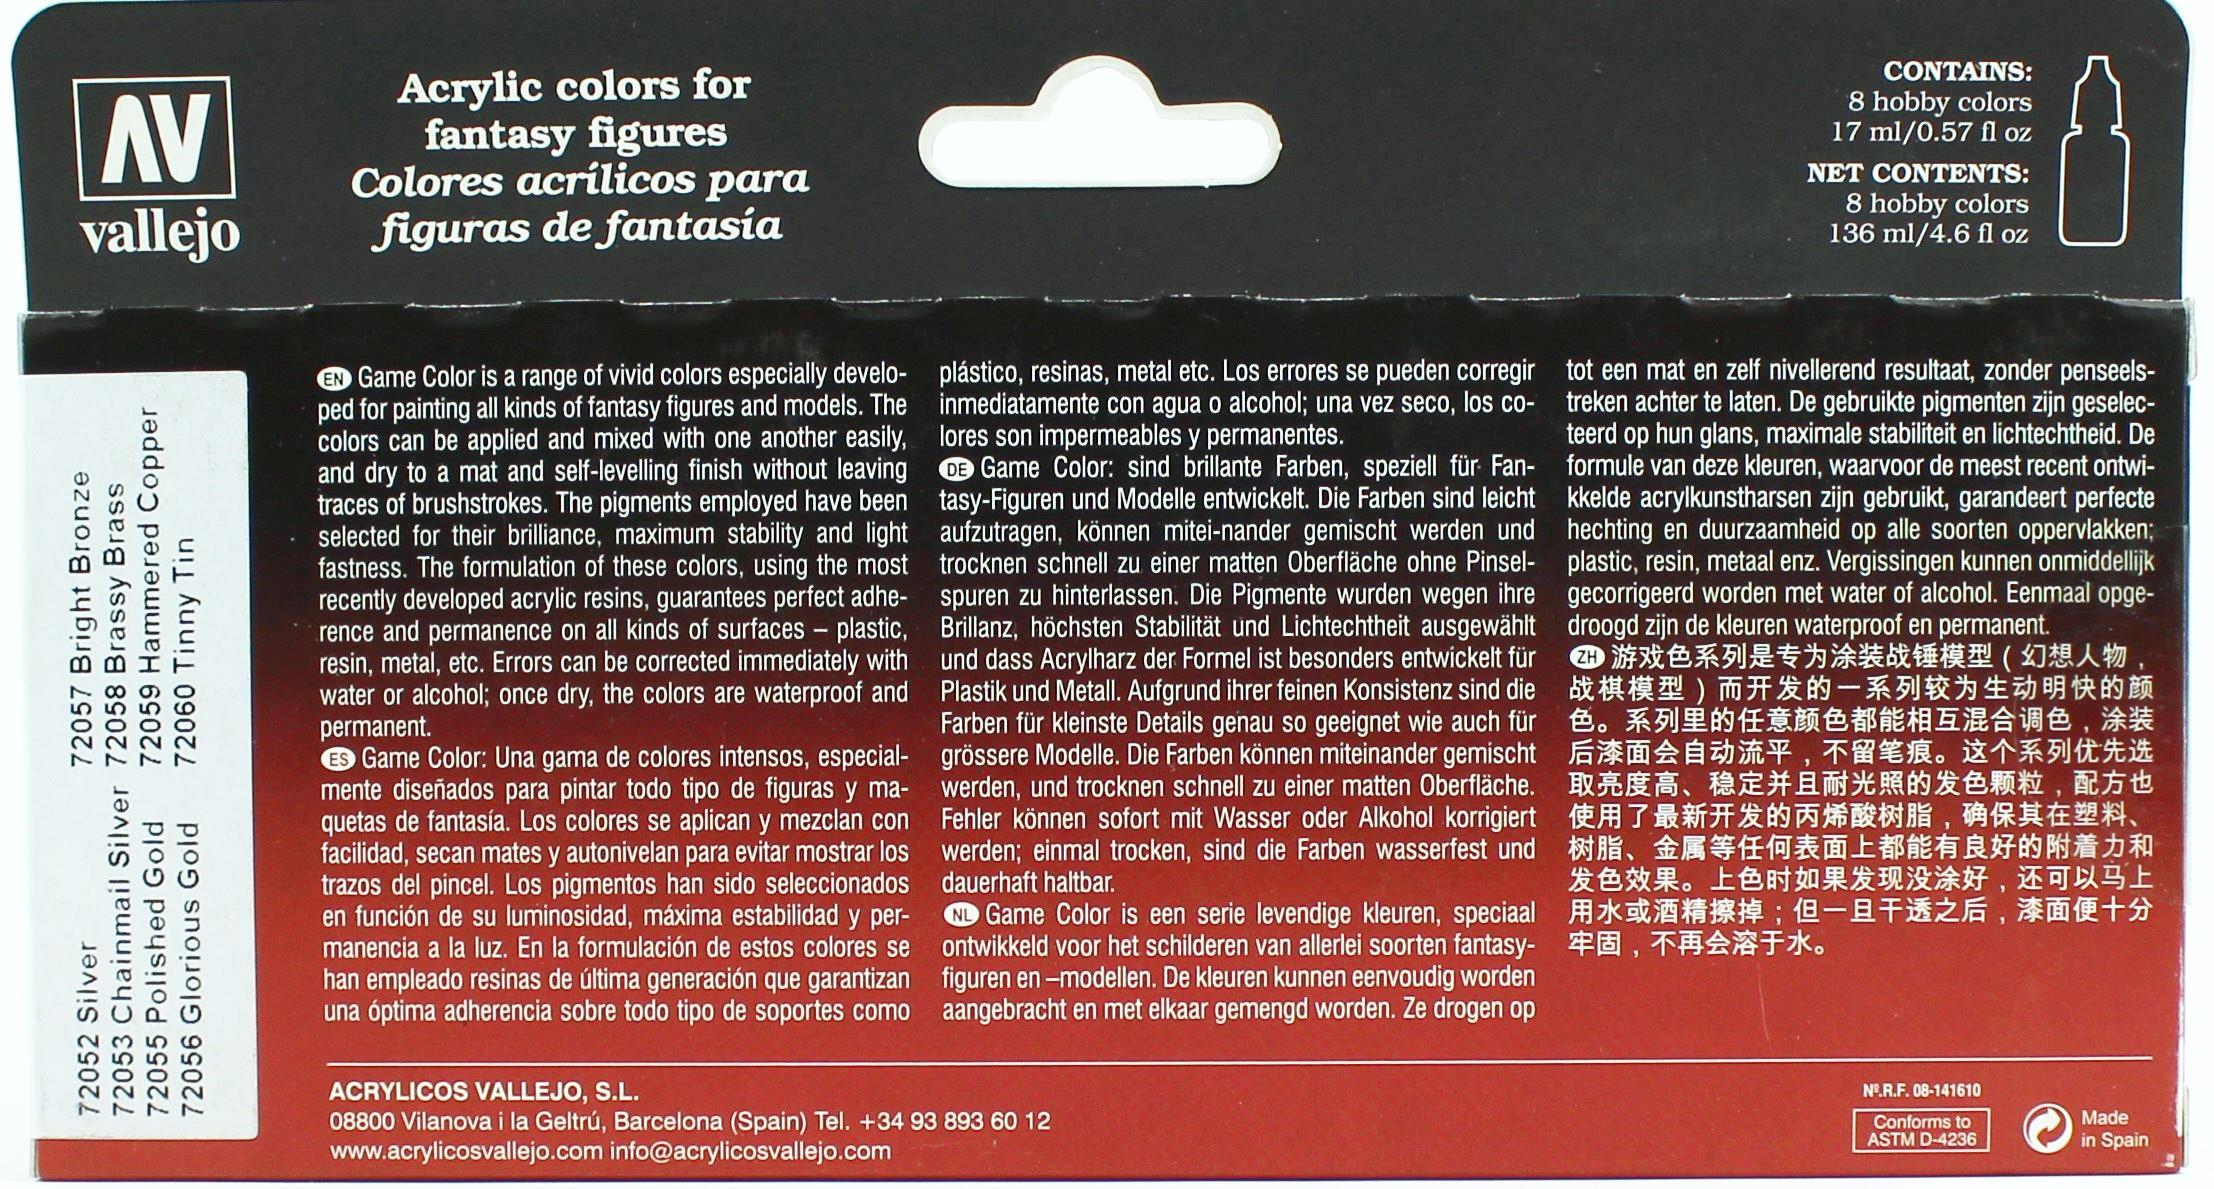 AV
vallejo
Acrylic colors for
fantasy figures
Colores acrílicos para
figuras de fantasía
CONTAINS:
8 hobby colors
17 ml/0.57 fl oz
NET CONTENTS:
8 hobby colors
136 ml/4.6 fl oz
72052 Silver
72053 Chainmail Silver
72055 Polished Gold
72056 Glorious Gold
72057 Bright Bronze
72058 Brassy Brass
72059 Hammered Copper
72060 Tinny Tin
EN Game Color is a range of vivid colors especially develo-
ped for painting all kinds of fantasy figures and models. The
colors can be applied and mixed with one another easily,
and dry to a mat and self-levelling finish without leaving
traces of brushstrokes. The pigments employed have been
selected for their brilliance, maximum stability and light
fastness. The formulation of these colors, using the most
recently developed acrylic resins, guarantees perfect adhe-
rence and permanence on all kinds of surfaces – plastic,
resin, metal, etc. Errors can be corrected immediately with
water or alcohol; once dry, the colors are waterproof and
permanent.
ES Game Color: Una gama de colores intensos, especial-
mente diseñados para pintar todo tipo de figuras y ma-
quetas de fantasía. Los colores se aplican y mezclan con
facilidad, secan mates y autonivelan para evitar mostrar los
trazos del pincel. Los pigmentos han sido seleccionados
en función de su luminosidad, máxima estabilidad y per-
manencia a la luz. En la formulación de estos colores se
han empleado resinas de última generación que garantizan
una óptima adherencia sobre todo tipo de soportes como
plástico, resinas, metal etc. Los errores se pueden corregir
inmediatamente con agua o alcohol; una vez seco, los co-
lores son impermeables y permanentes.
DE Game Color: sind brillante Farben, speziell für Fan-
tasy-Figuren und Modelle entwickelt. Die Farben sind leicht
aufzutragen, können mitei-nander gemischt werden und
trocknen schnell zu einer matten Oberfläche ohne Pinsel-
spuren zu hinterlassen. Die Pigmente wurden wegen ihre
Brillanz, höchsten Stabilität und Lichtechtheit ausgewählt
und dass Acrylharz der Formel ist besonders entwickelt für
Plastik und Metall. Aufgrund ihrer feinen Konsistenz sind die
Farben für kleinste Details genau so geeignet wie auch für
grössere Modelle. Die Farben können miteinander gemischt
werden, und trocknen schnell zu einer matten Oberfläche.
Fehler können sofort mit Wasser oder Alkohol korrigiert
werden; einmal trocken, sind die Farben wasserfest und
dauerhaft haltbar.
NL Game Color is een serie levendige kleuren, speciaal
ontwikkeld voor het schilderen van allerlei soorten fantasy-
figuren en –modellen. De kleuren kunnen eenvoudig worden
aangebracht en met elkaar gemengd worden. Ze drogen op
tot een mat en zelf nivellerend resultaat, zonder penseels-
treken achter te laten. De gebruikte pigmenten zijn geselec-
teerd op hun glans, maximale stabiliteit en lichtechtheid. De
formule van deze kleuren, waarvoor de meest recent ontwi-
kkelde acrylkunstharsen zijn gebruikt, garandeert perfecte
hechting en duurzaamheid op alle soorten oppervlakken;
plastic, resin, metaal enz. Vergissingen kunnen onmiddellijk
gecorrigeerd worden met water of alcohol. Eenmaal opge-
droogd zijn de kleuren waterproof en permanent.
ZH 游戏色系列是专为涂装战锤模型（幻想人物，
战棋模型）而开发的一系列较为生动明快的颜
色。系列里的任意颜色都能相互混合调色，涂装
后漆面会自动流平，不留笔痕。这个系列优先选
取亮度高、稳定并且耐光照的发色颗粒，配方也
使用了最新开发的丙烯酸树脂，确保其在塑料、
树脂、金属等任何表面上都能有良好的附着力和
发色效果。上色时如果发现没涂好，还可以马上
用水或酒精擦掉；但一旦干透之后，漆面便十分
牢固，不再会溶于水。
ACRYLICOS VALLEJO, S.L.
08800 Vilanova i la Geltrú, Barcelona (Spain) Tel. +34 93 893 60 12
www.acrylicosvallejo.com info@acrylicosvallejo.com
Nº.R.F. 08-141610
Conforms to
ASTM D-4236
Made
in Spain